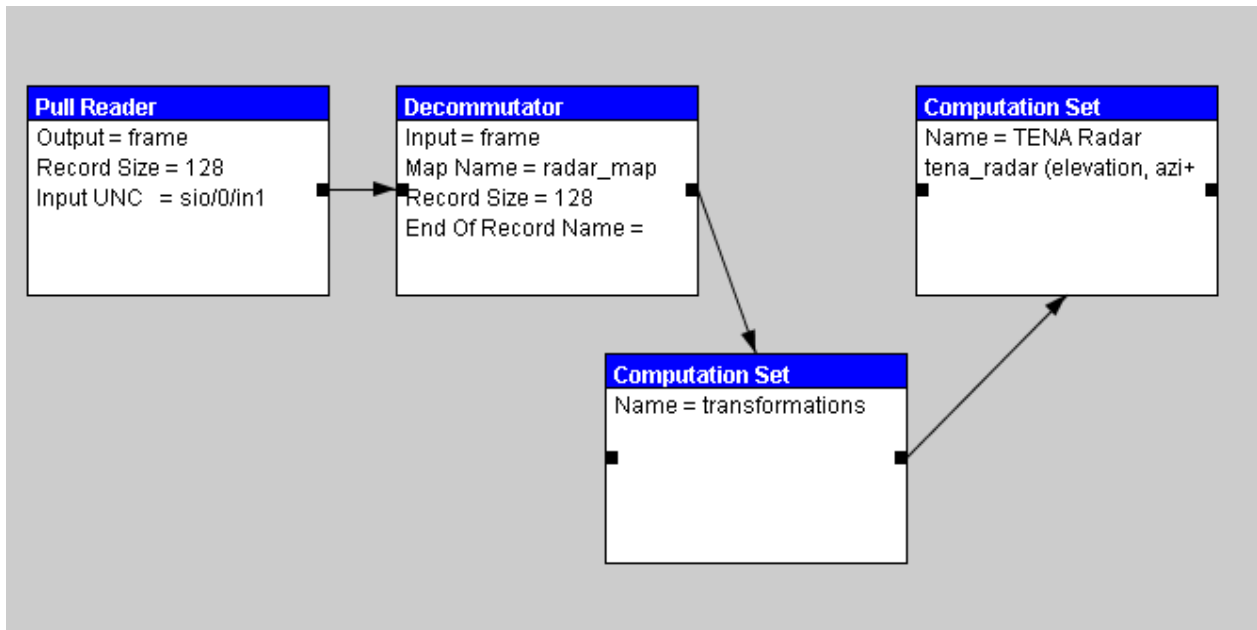 Pull Reader
Output = frame
Record Size = 128
Input UNC   = sio/0/in1
Decommutator
Input = frame
Map Name = radar_map
Record Size = 128
End Of Record Name =
Computation Set
Name = TENA Radar
tena_radar (elevation, azi+
Computation Set
Name = transformations